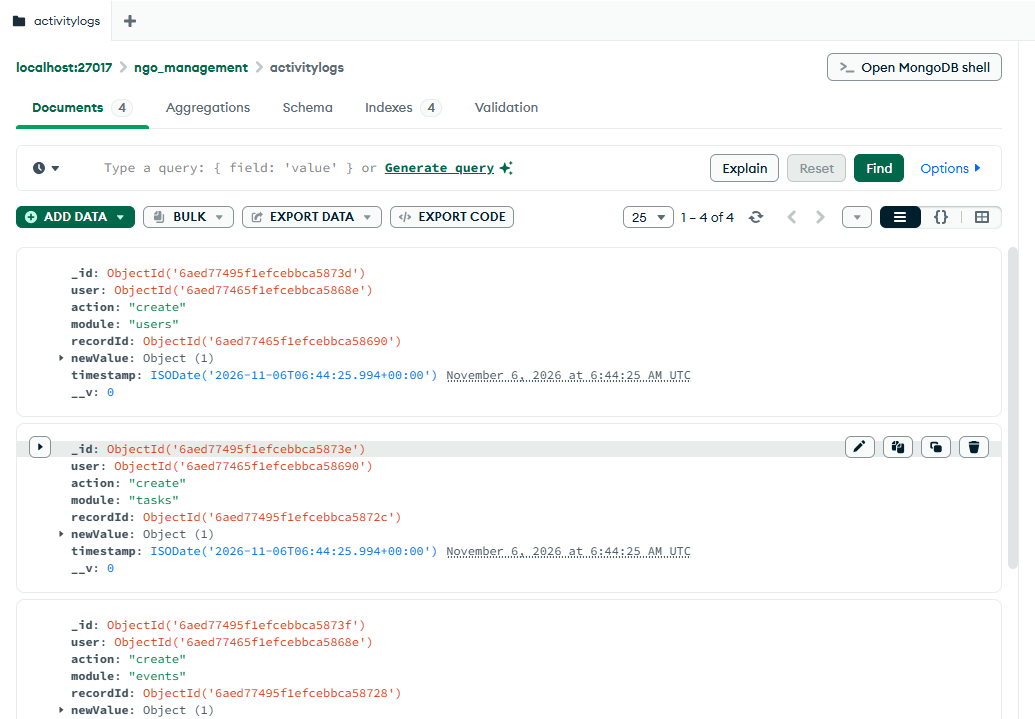 activitylogs
localhost:27017 > ngo_management > activitylogs
>_ Open MongoDB shell
Documents 4 Aggregations Schema Indexes 4 Validation
Type a query: { field: 'value' } or Generate query
Explain Reset Find Options
ADD DATA BULK EXPORT DATA EXPORT CODE 25 1 – 4 of 4 {}
_id: ObjectId('6aed77495f1efcebbca5873d')
user: ObjectId('6aed77465f1efcebbca5868e')
action: "create"
module: "users"
recordId: ObjectId('6aed77465f1efcebbca58690')
newValue: Object (1)
timestamp: ISODate('2026-11-06T06:44:25.994+00:00') November 6, 2026 at 6:44:25 AM UTC
__v: 0
_id: ObjectId('6aed77495f1efcebbca5873e')
user: ObjectId('6aed77465f1efcebbca58690')
action: "create"
module: "tasks"
recordId: ObjectId('6aed77495f1efcebbca5872c')
newValue: Object (1)
timestamp: ISODate('2026-11-06T06:44:25.994+00:00') November 6, 2026 at 6:44:25 AM UTC
__v: 0
_id: ObjectId('6aed77495f1efcebbca5873f')
user: ObjectId('6aed77465f1efcebbca5868e')
action: "create"
module: "events"
recordId: ObjectId('6aed77495f1efcebbca58728')
newValue: Object (1)